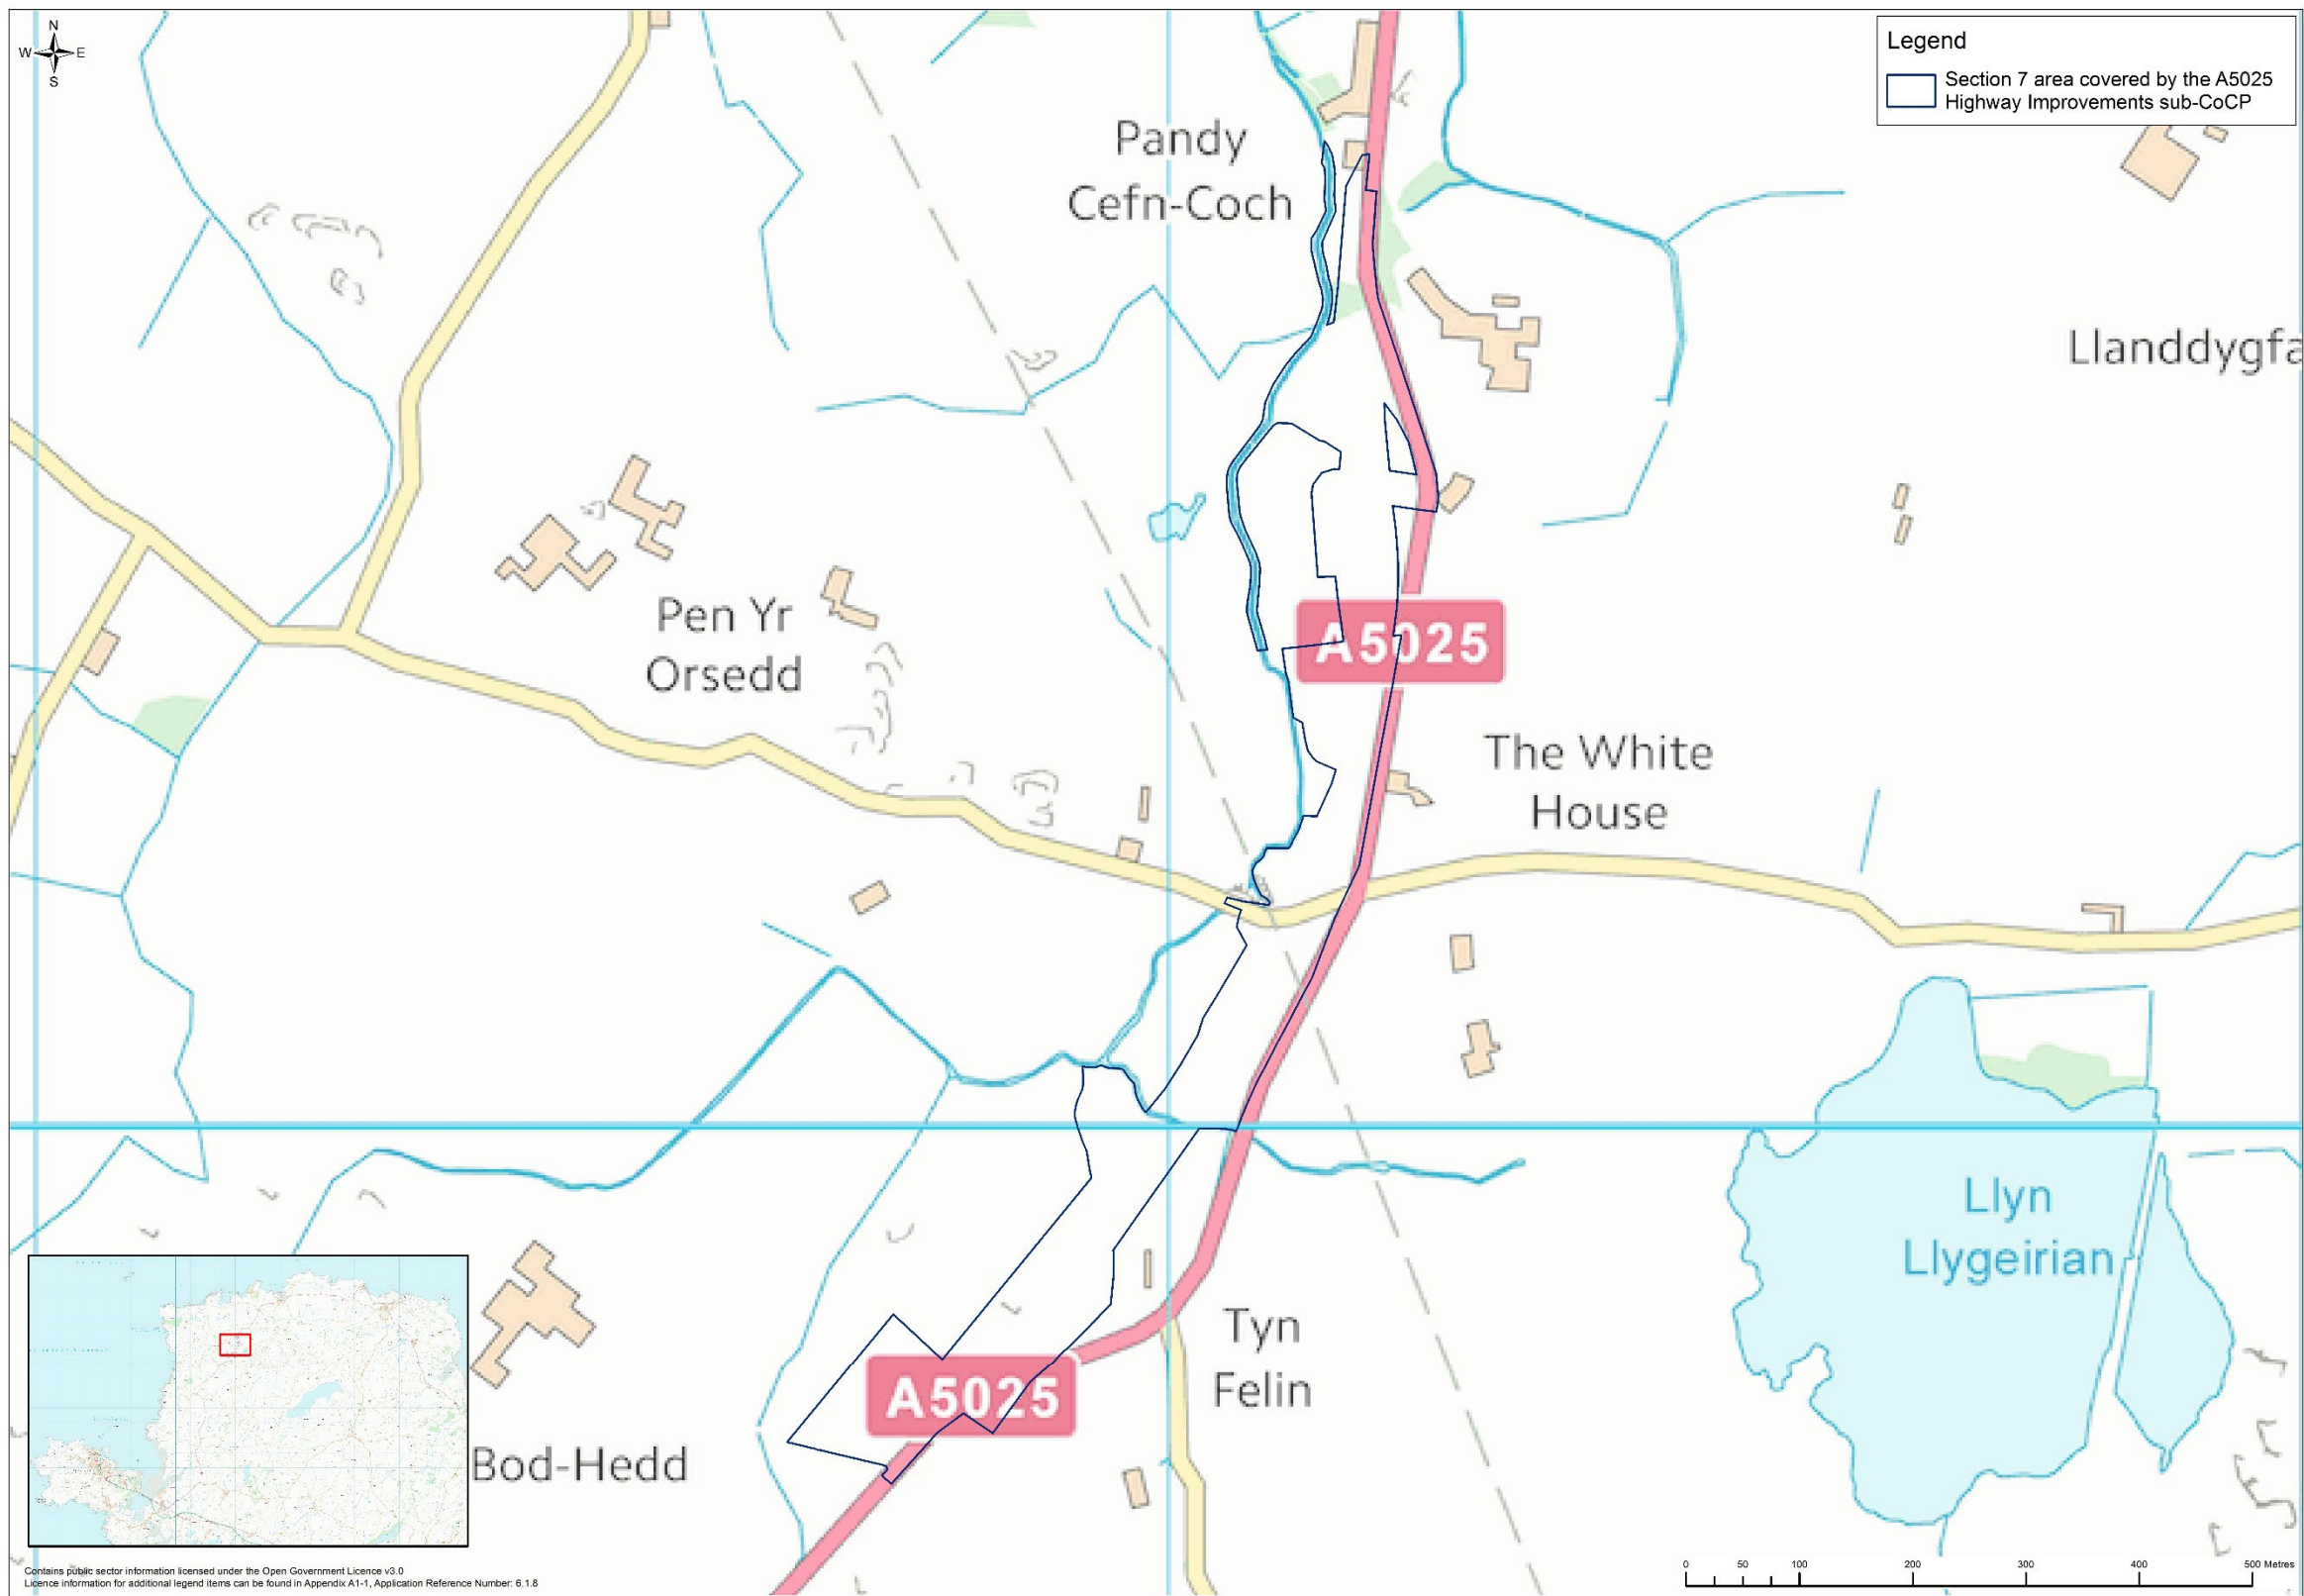 N
W E
S
Legend
Section 7 area covered by the A5025
Highway Improvements sub-CoCP
Pandy
Cefn-Coch
Llanddygfa
Pen Yr
Orsedd
A5025
The White
House
Llyn
Llygeirian
Tyn
Felin
A5025
Bod-Hedd
0 50 100 200 300 400 500 Metres
Contains public sector information licensed under the Open Government Licence v3.0
Licence information for additional legend items can be found in Appendix A1-1, Application Reference Number: 6.1.8